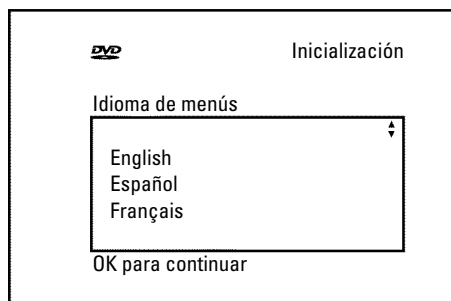 DVD
Inicialización
Idioma de menús
English
Español
Français
OK para continuar